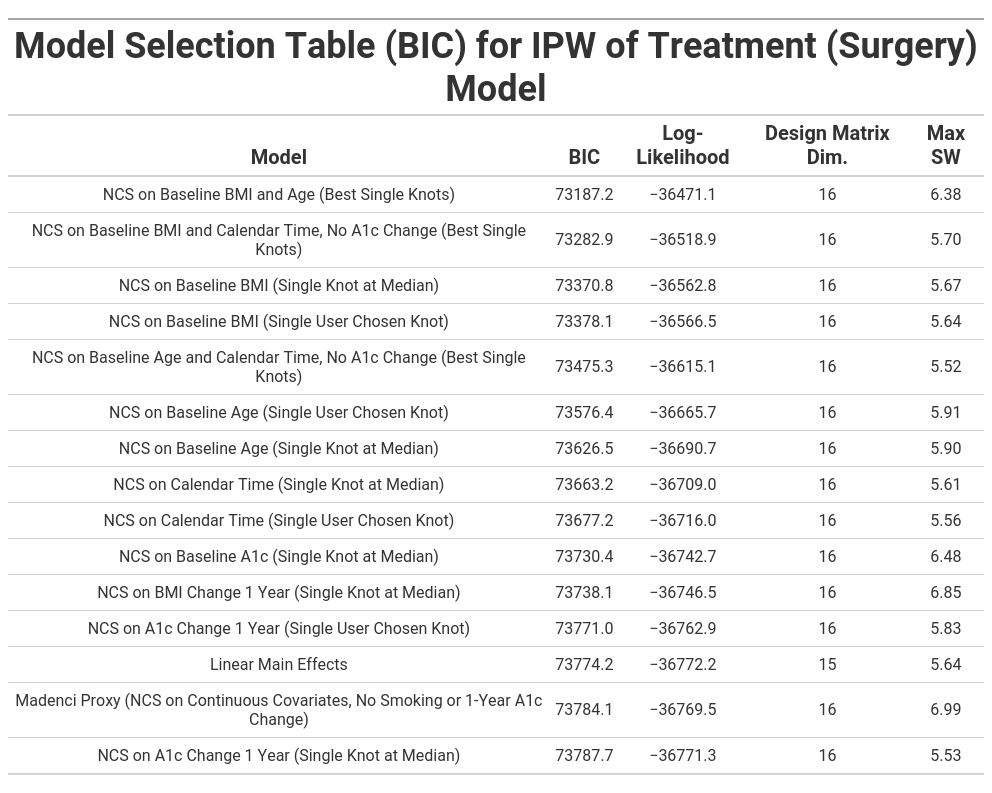 Model Selection Table (BIC) for IPW of Treatment (Surgery)
Model
Model BIC Log-Likelihood Design Matrix Dim. Max SW
NCS on Baseline BMI and Age (Best Single Knots) 73187.2 −36471.1 16 6.38
NCS on Baseline BMI and Calendar Time, No A1c Change (Best Single
Knots) 73282.9 −36518.9 16 5.70
NCS on Baseline BMI (Single Knot at Median) 73370.8 −36562.8 16 5.67
NCS on Baseline BMI (Single User Chosen Knot) 73378.1 −36566.5 16 5.64
NCS on Baseline Age and Calendar Time, No A1c Change (Best Single
Knots) 73475.3 −36615.1 16 5.52
NCS on Baseline Age (Single User Chosen Knot) 73576.4 −36665.7 16 5.91
NCS on Baseline Age (Single Knot at Median) 73626.5 −36690.7 16 5.90
NCS on Calendar Time (Single Knot at Median) 73663.2 −36709.0 16 5.61
NCS on Calendar Time (Single User Chosen Knot) 73677.2 −36716.0 16 5.56
NCS on Baseline A1c (Single Knot at Median) 73730.4 −36742.7 16 6.48
NCS on BMI Change 1 Year (Single Knot at Median) 73738.1 −36746.5 16 6.85
NCS on A1c Change 1 Year (Single User Chosen Knot) 73771.0 −36762.9 16 5.83
Linear Main Effects 73774.2 −36772.2 15 5.64
Madenci Proxy (NCS on Continuous Covariates, No Smoking or 1-Year A1c
Change) 73784.1 −36769.5 16 6.99
NCS on A1c Change 1 Year (Single Knot at Median) 73787.7 −36771.3 16 5.53